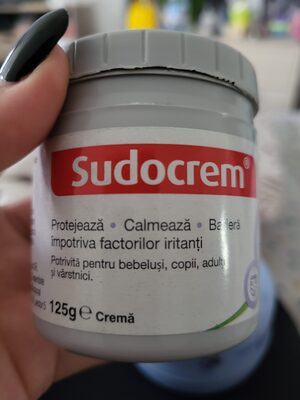 Sudocrem®
Protejează • Calmează • Barieră
împotriva factorilor iritanți
Potrivită pentru bebeluși, copii, adulți
și vârstnici.
125g e Cremă